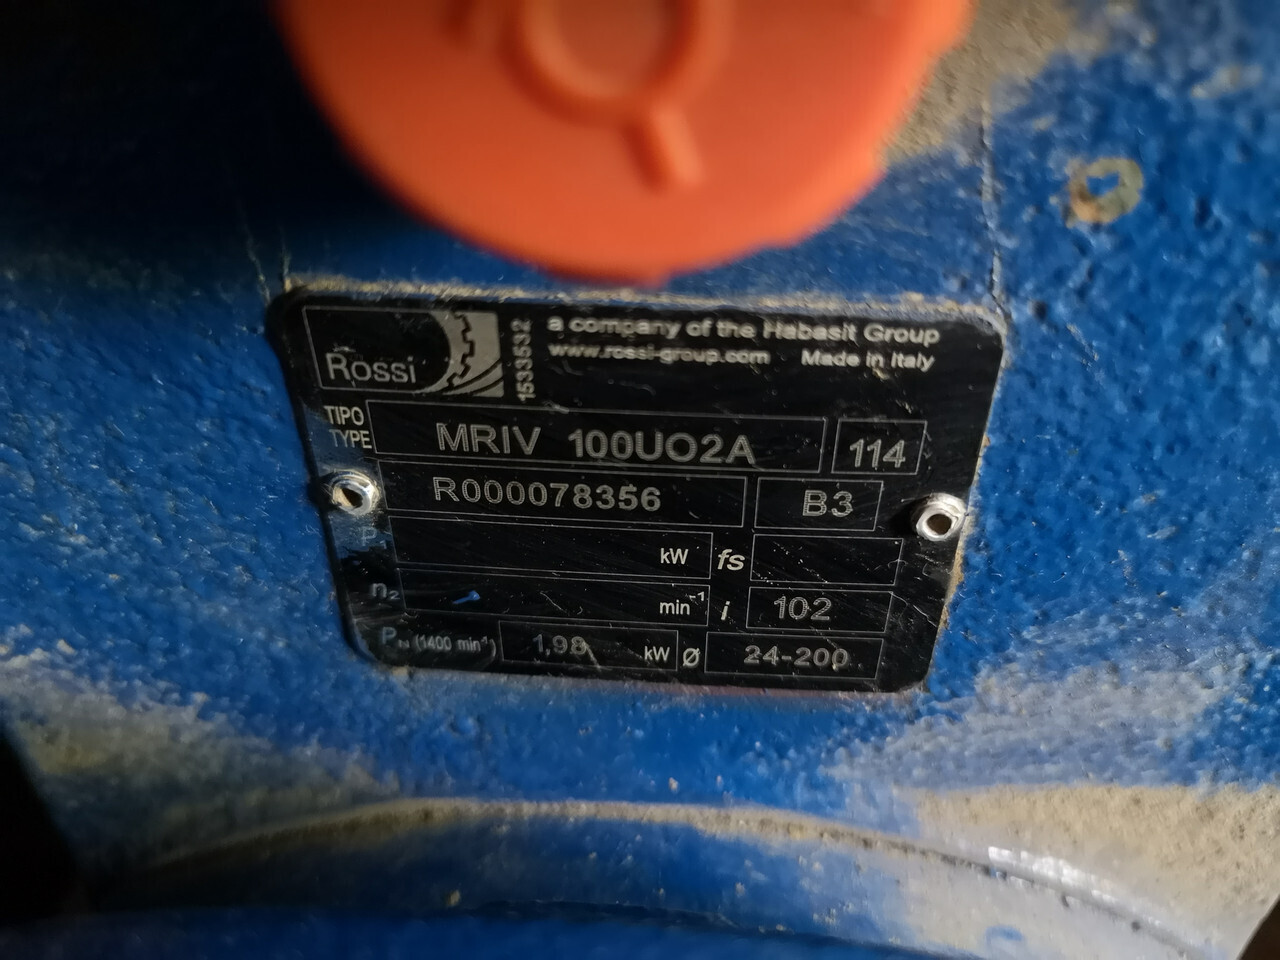 Rossi
1533532
a company of the Habasit Group
www.rossi-group.com Made in Italy
TIPO
TYPE MRIV 100UO2A 114
R000078356 B3
P1 kW fs
n2 min-1 i 102
PN (1400 min-1) 1,98 kW Ø 24-200